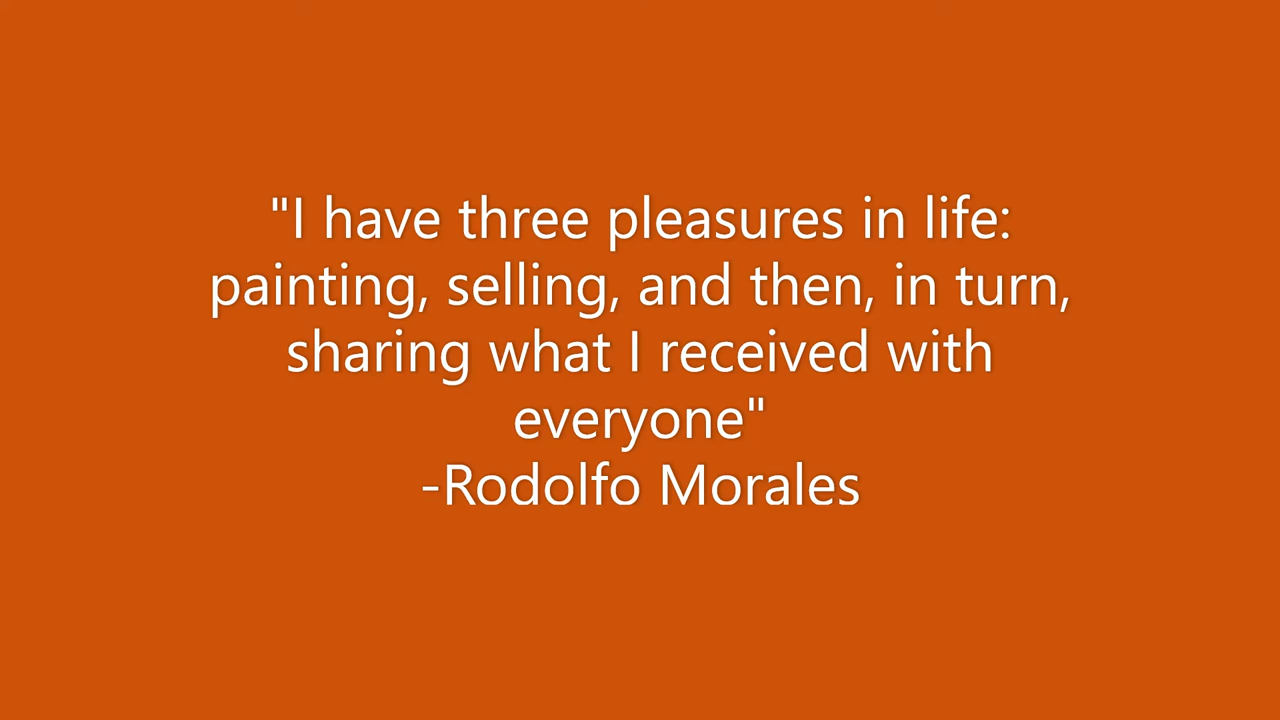 "I have three pleasures in life:
painting, selling, and then, in turn,
sharing what I received with
everyone"
-Rodolfo Morales